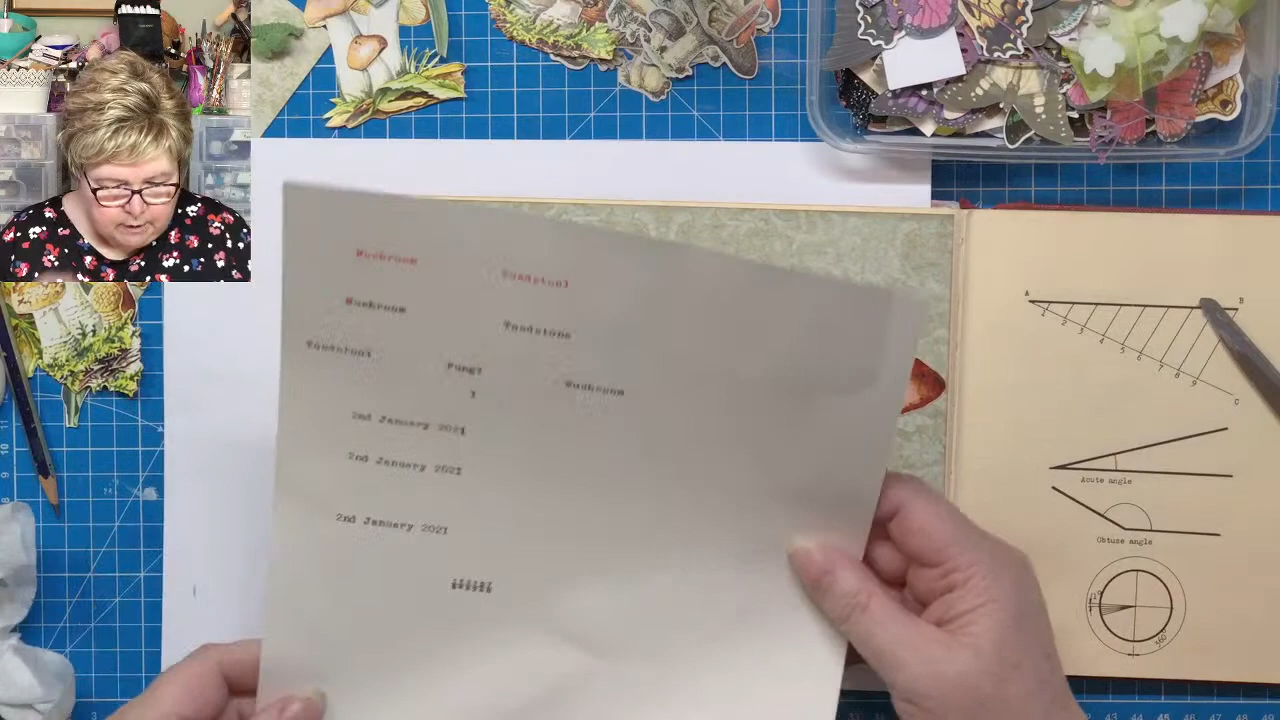 Mushroom Toadstool
Mushroom Toadstone
Toadstool Fungi Mushroom
2nd January 2021
2nd January 2021
2nd January 2021
A B
1 2 3 4 5 6 7 8 9
C
Acute angle
Obtuse angle
360°